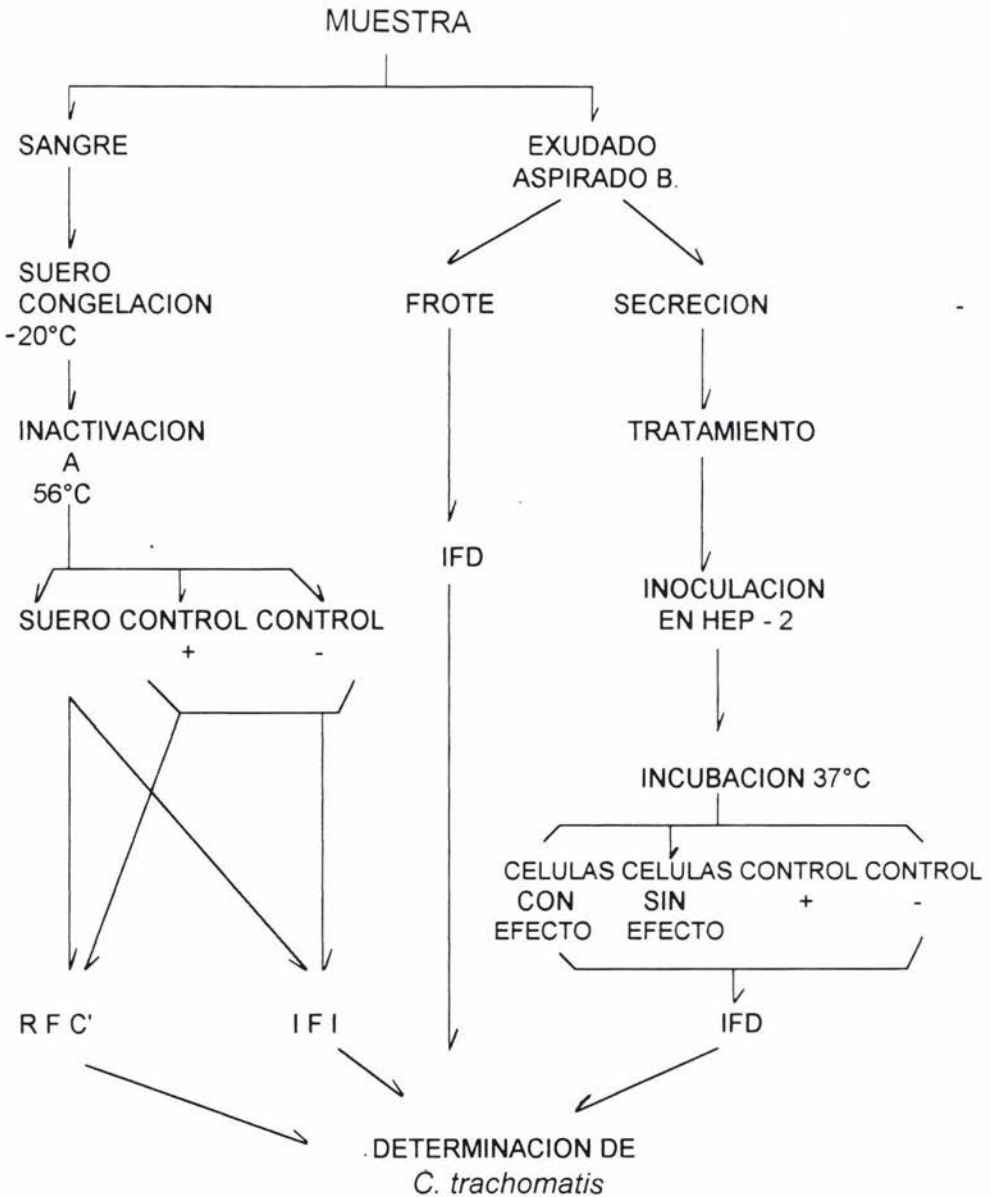 MUESTRA
SANGRE
EXUDADO
ASPIRADO B.
SUERO
CONGELACION
-20°C
FROTE
SECRECION
INACTIVACION
A
56°C
TRATAMIENTO
IFD
INOCULACION
EN HEP - 2
SUERO CONTROL CONTROL
+ -
INCUBACION 37°C
CELULAS CELULAS CONTROL CONTROL
CON SIN + -
EFECTO EFECTO
R F C' I F I IFD
DETERMINACION DE
C. trachomatis